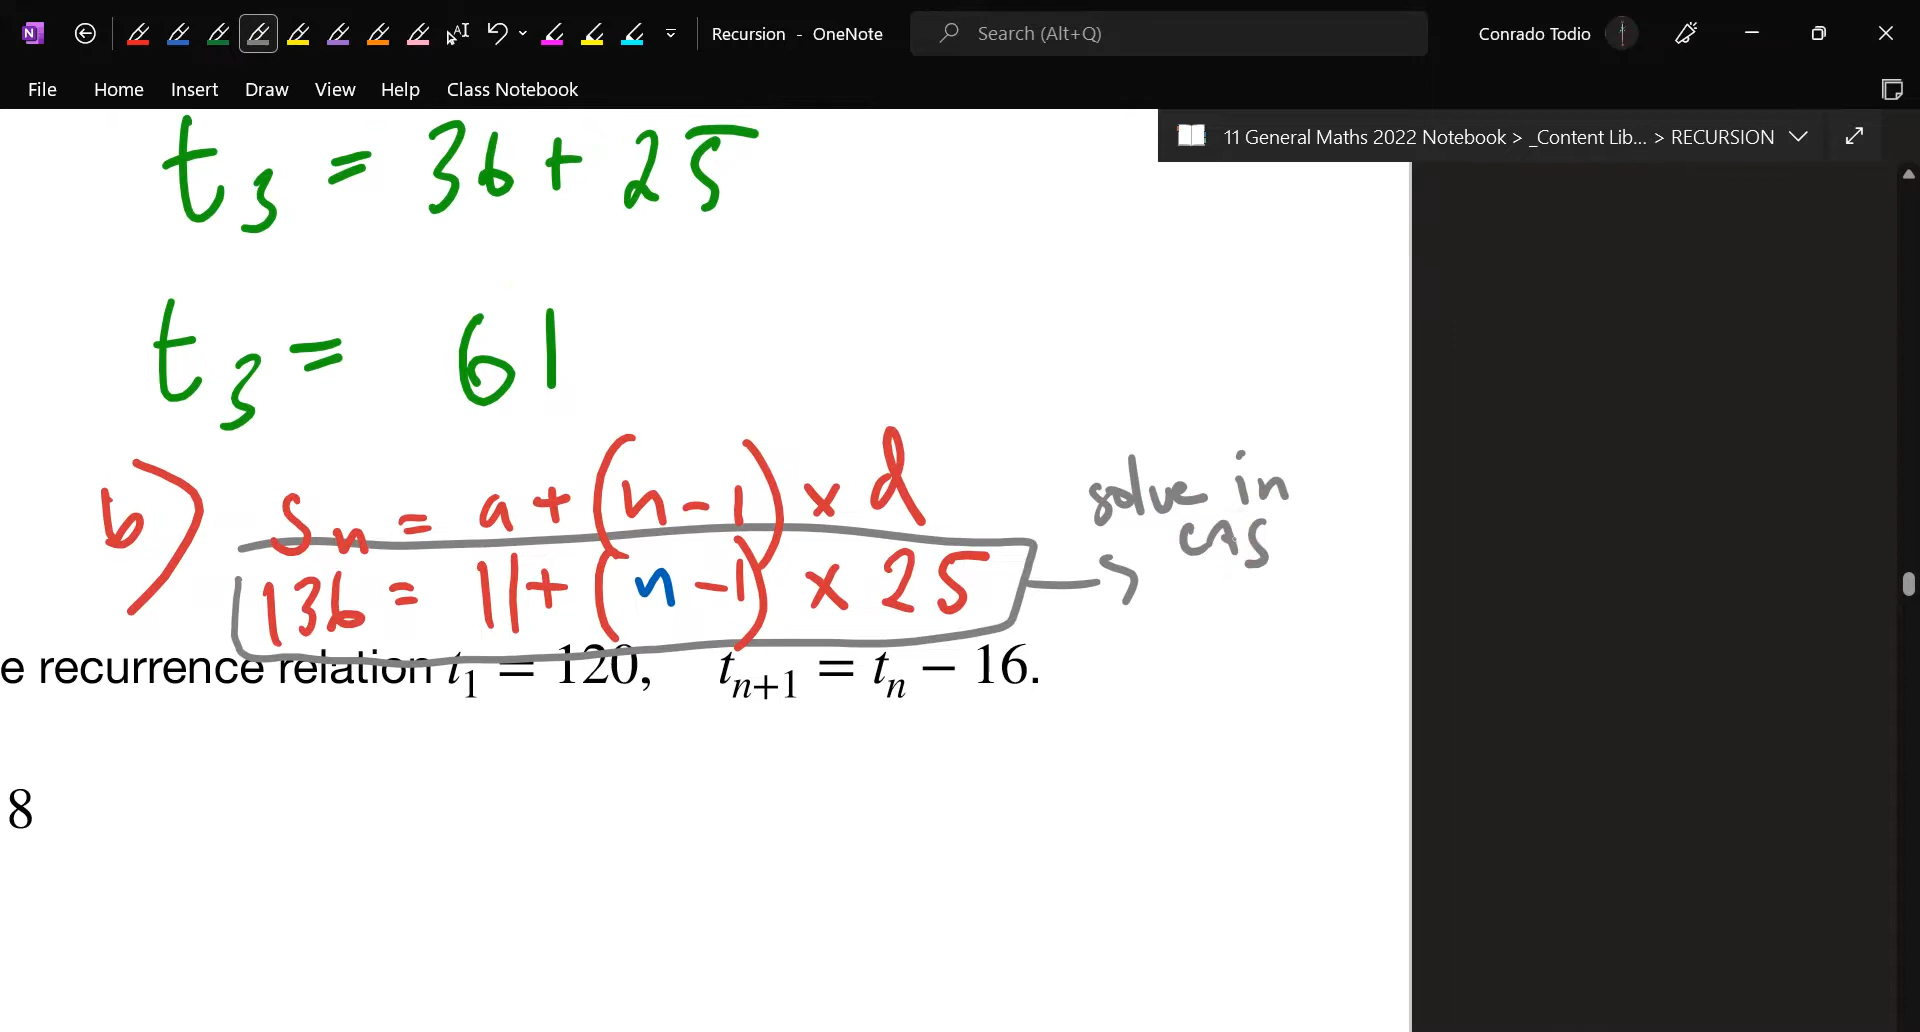 Recursion - OneNote
Search (Alt+Q)
Conrado Todio
File Home Insert Draw View Help Class Notebook
11 General Maths 2022 Notebook > _Content Lib... > RECURSION
t₃ = 36 + 25
t₃ = 61
b) Sₙ = a + (n - 1) × d
136 = 11 + (n - 1) × 25
solve in
CAS
e recurrence relation t₁ = 120, tₙ₊₁ = tₙ − 16.
8